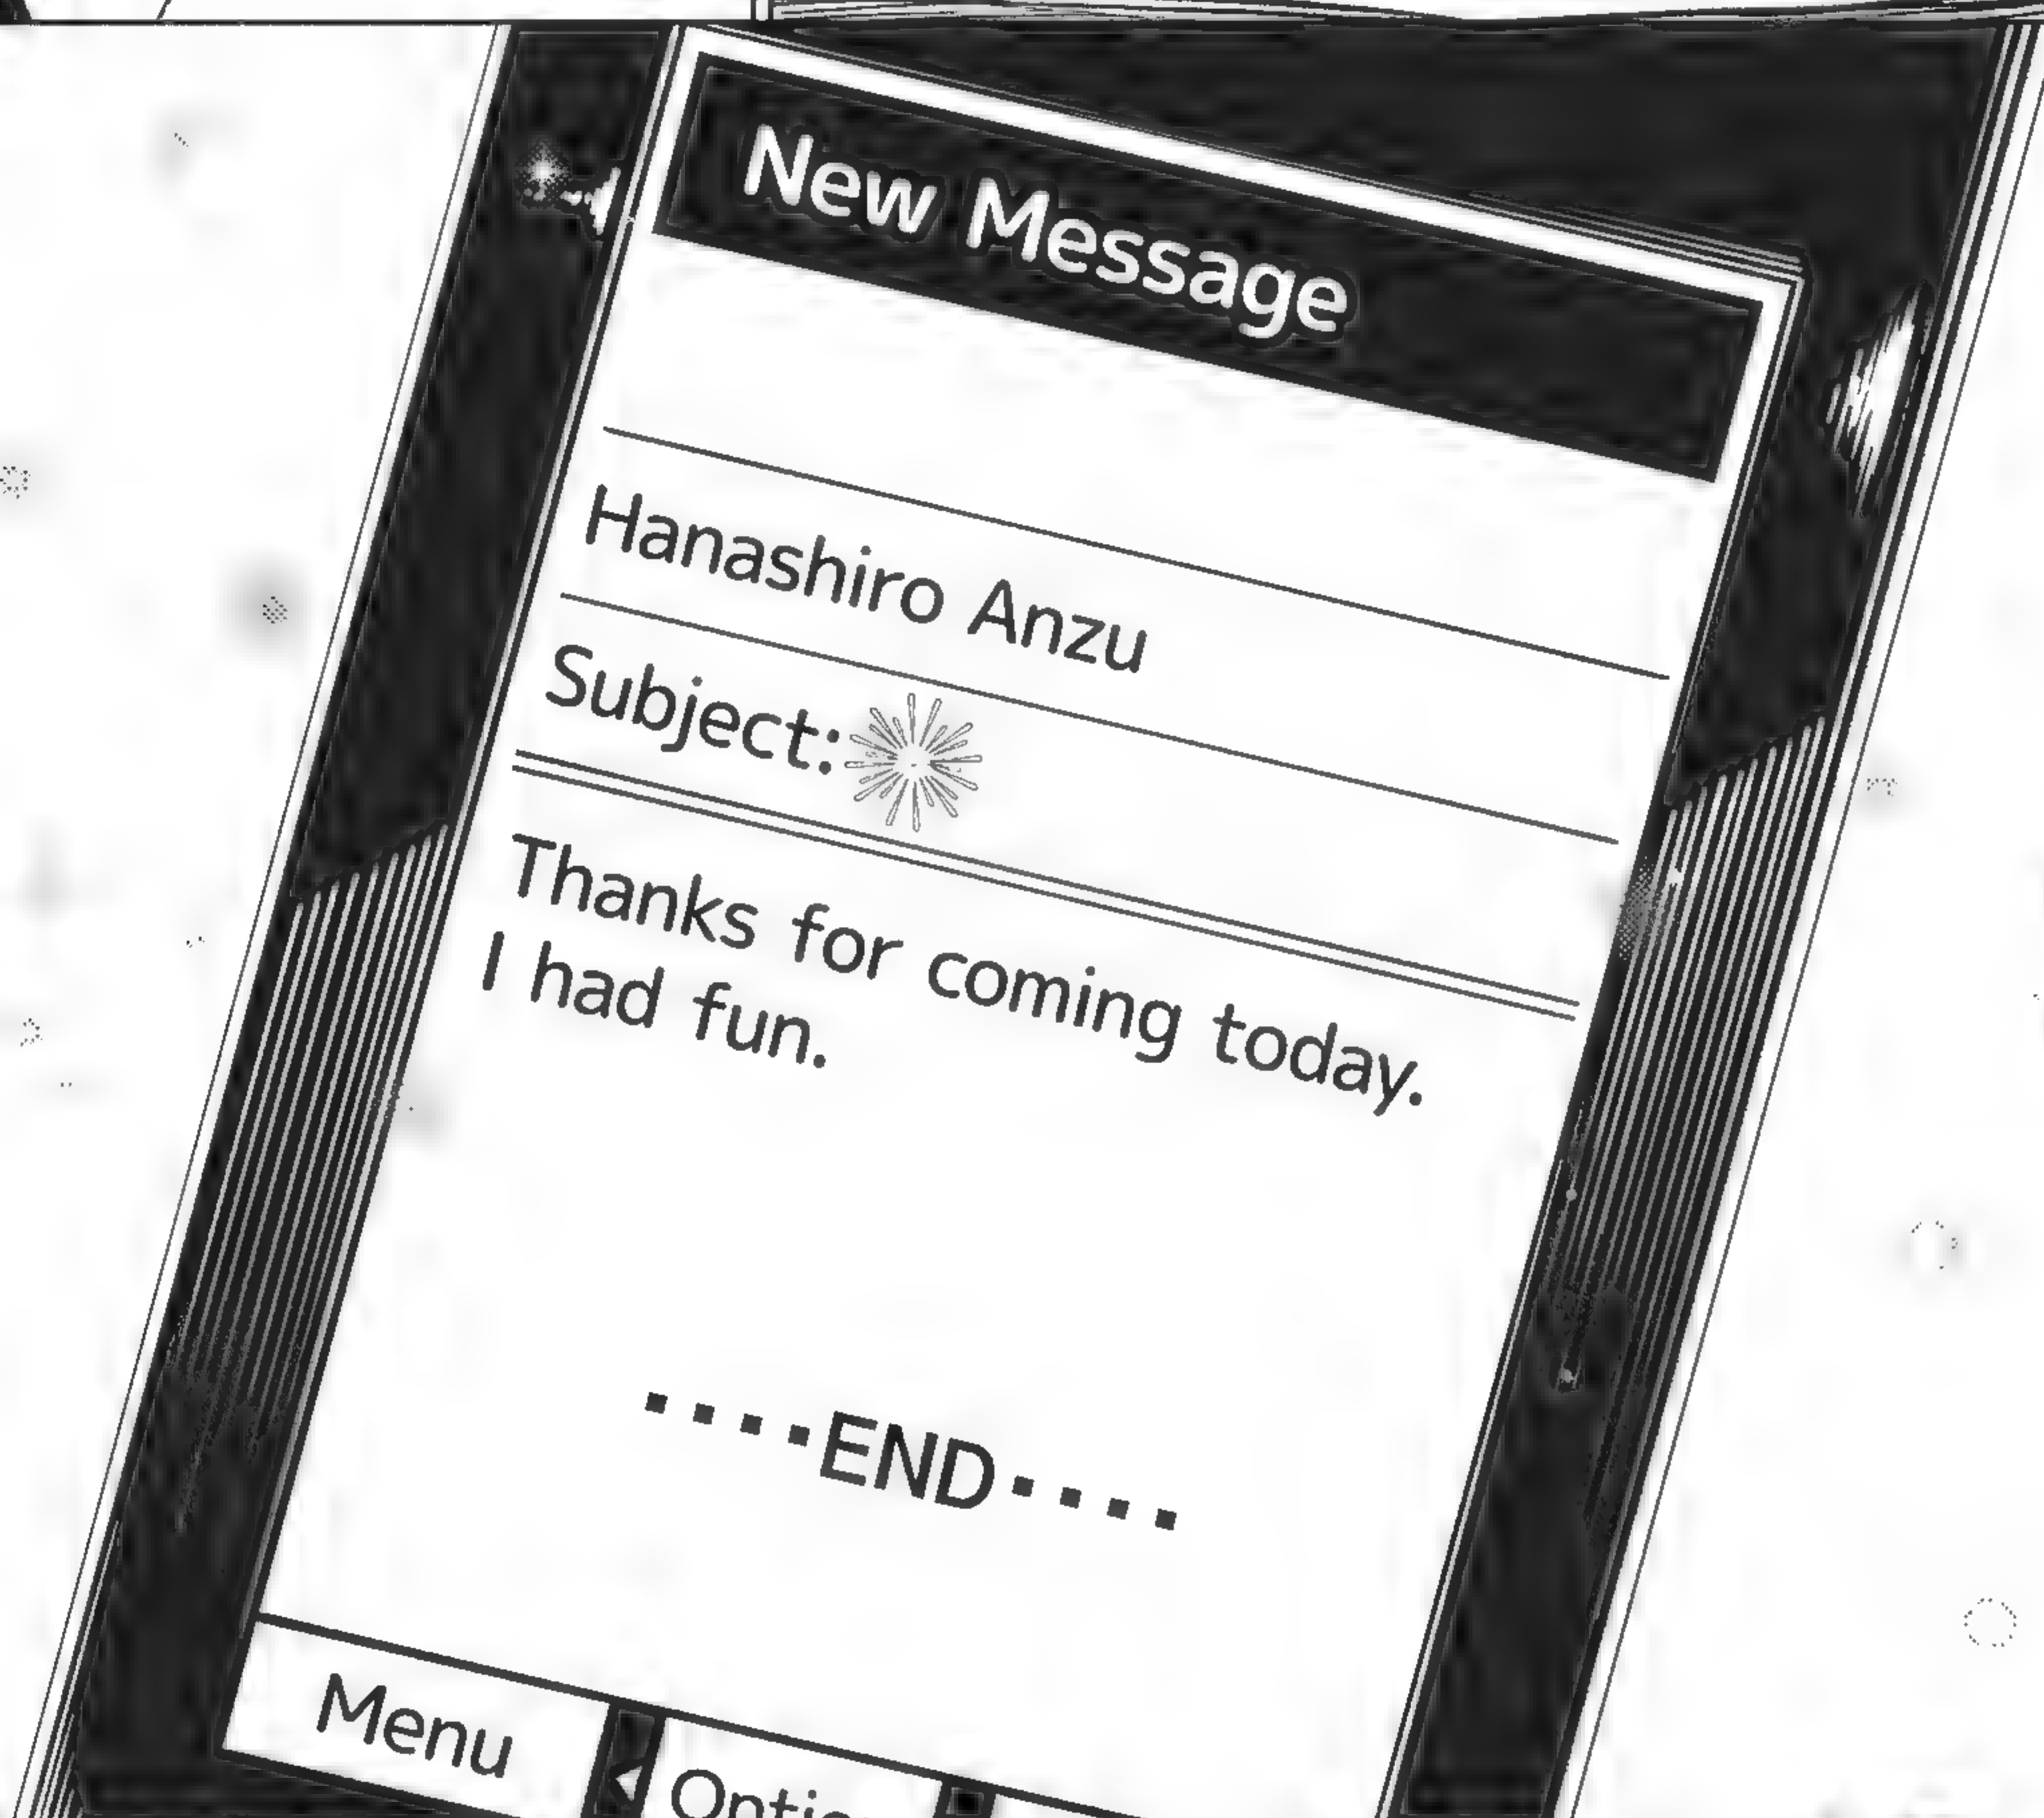 New Message
Hanashiro Anzu
Subject:
Thanks for coming today.
I had fun.
····END····
Menu